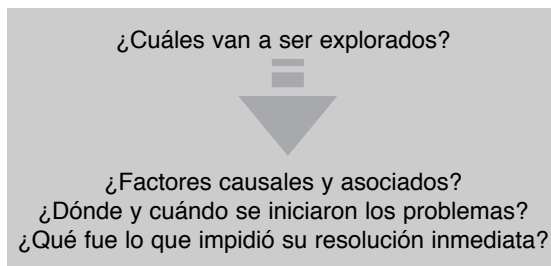 ¿Cuáles van a ser explorados?
¿Factores causales y asociados?
¿Dónde y cuándo se iniciaron los problemas?
¿Qué fue lo que impidió su resolución inmediata?